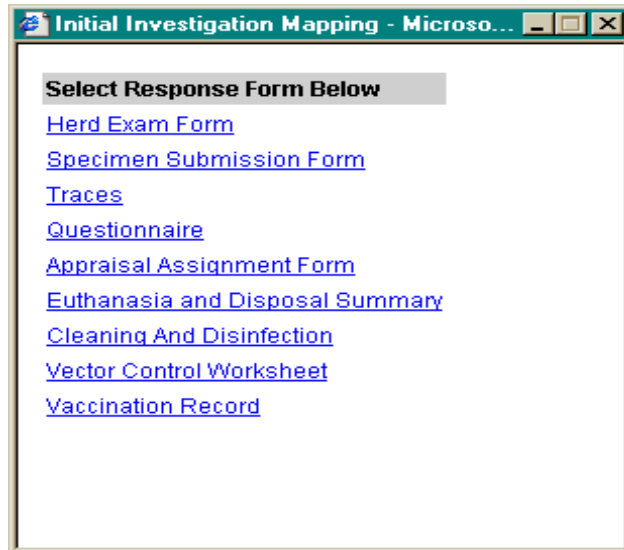 Initial Investigation Mapping - Microso...
Select Response Form Below
Herd Exam Form
Specimen Submission Form
Traces
Questionnaire
Appraisal Assignment Form
Euthanasia and Disposal Summary
Cleaning And Disinfection
Vector Control Worksheet
Vaccination Record